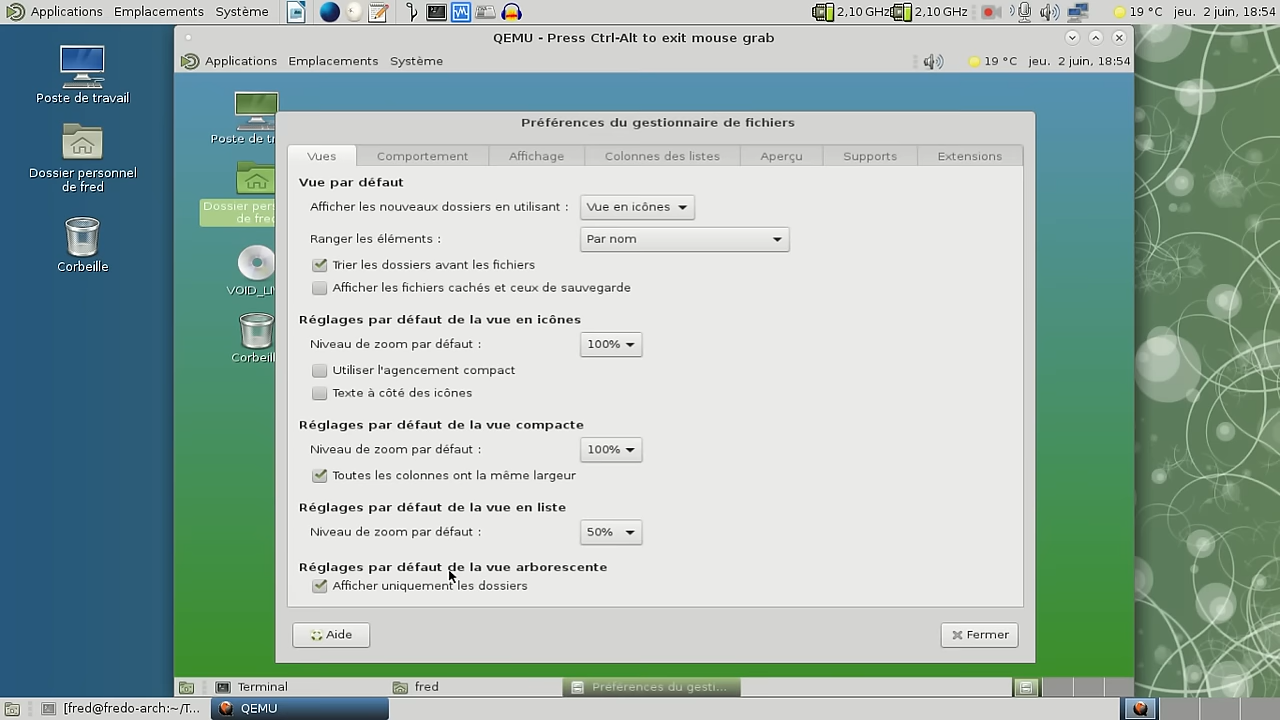 Applications Emplacements Système 2,10 GHz 2,10 GHz 19 °C jeu. 2 juin, 18:54
QEMU - Press Ctrl-Alt to exit mouse grab
Applications Emplacements Système 19 °C jeu. 2 juin, 18:54
Poste de travail
Dossier personnel
de fred
Corbeille
Poste de tr
Dossier per
de fred
VOID_LI
Corbeill
Préférences du gestionnaire de fichiers
Vues Comportement Affichage Colonnes des listes Aperçu Supports Extensions
Vue par défaut
Afficher les nouveaux dossiers en utilisant : Vue en icônes
Ranger les éléments : Par nom
Trier les dossiers avant les fichiers
Afficher les fichiers cachés et ceux de sauvegarde
Réglages par défaut de la vue en icônes
Niveau de zoom par défaut : 100%
Utiliser l'agencement compact
Texte à côté des icônes
Réglages par défaut de la vue compacte
Niveau de zoom par défaut : 100%
Toutes les colonnes ont la même largeur
Réglages par défaut de la vue en liste
Niveau de zoom par défaut : 50%
Réglages par défaut de la vue arborescente
Afficher uniquement les dossiers
Aide Fermer
Terminal fred Préférences du gesti...
[fred@fredo-arch:~/T... QEMU